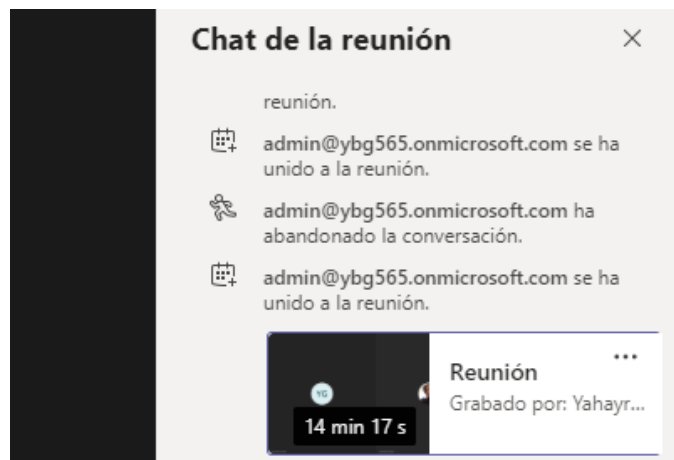 Chat de la reunión
reunión.
admin@ybg565.onmicrosoft.com se ha
unido a la reunión.
admin@ybg565.onmicrosoft.com ha
abandonado la conversación.
admin@ybg565.onmicrosoft.com se ha
unido a la reunión.
YG
14 min 17 s
Reunión
Grabado por: Yahayr...